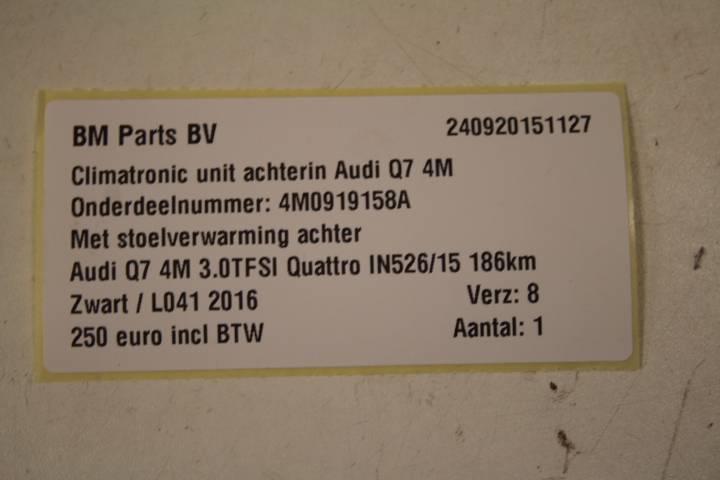 BM Parts BV 240920151127
Climatronic unit achterin Audi Q7 4M
Onderdeelnummer: 4M0919158A
Met stoelverwarming achter
Audi Q7 4M 3.0TFSI Quattro IN526/15 186km
Zwart / L041 2016 Verz: 8
250 euro incl BTW Aantal: 1